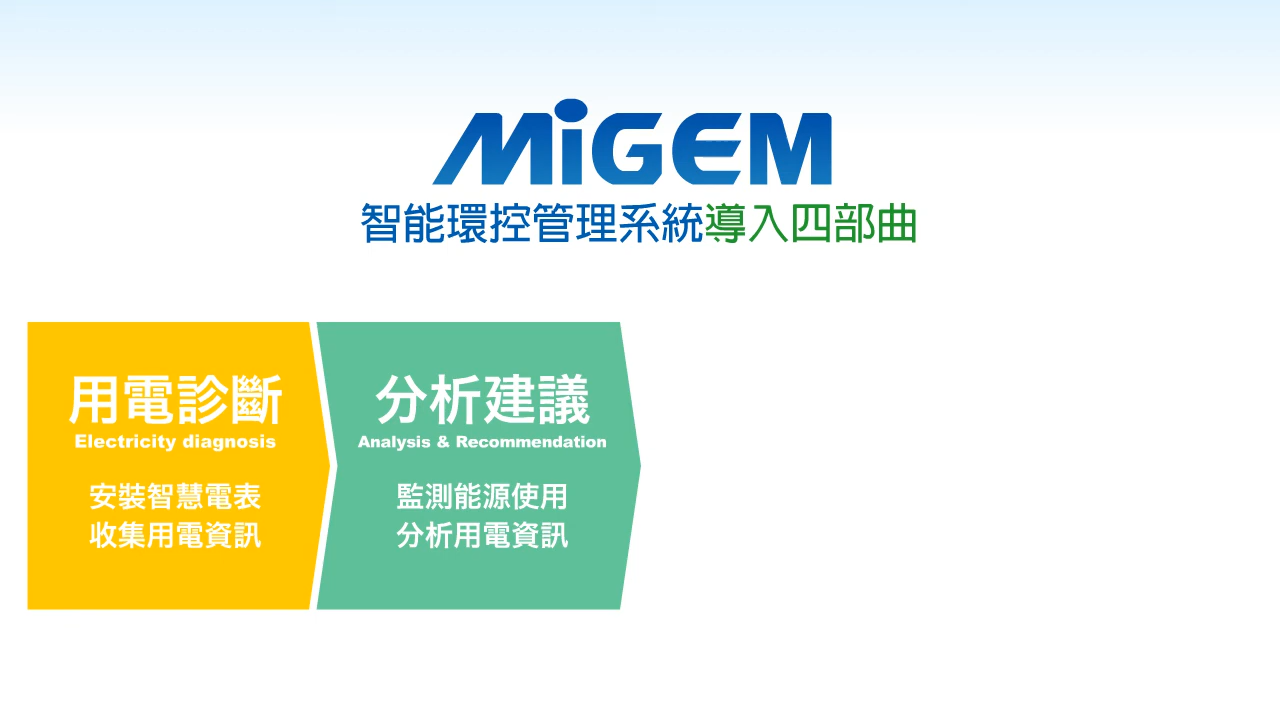 MiGEM
智能環控管理系統導入四部曲
用電診斷
Electricity diagnosis
安裝智慧電表
收集用電資訊
分析建議
Analysis & Recommendation
監測能源使用
分析用電資訊